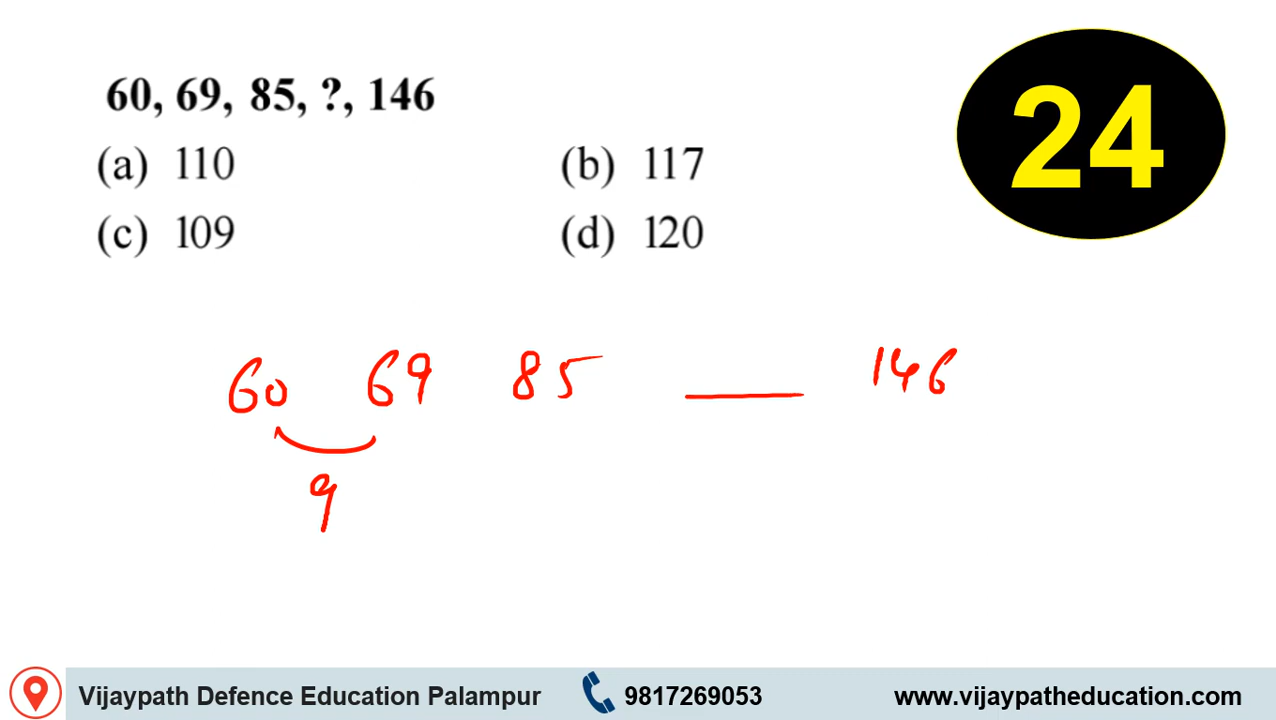 60, 69, 85, ?, 146
24
(a) 110 (b) 117
(c) 109 (d) 120
60 69 85 ___ 146
9
Vijaypath Defence Education Palampur 9817269053 www.vijaypatheducation.com